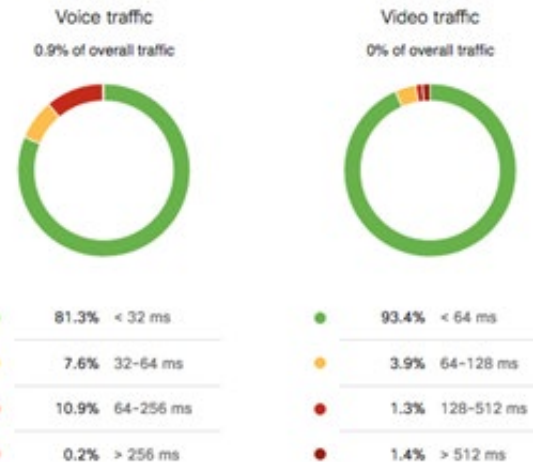 Voice traffic
0.9% of overall traffic
81.3% < 32 ms
7.6% 32-64 ms
10.9% 64-256 ms
0.2% > 256 ms
Video traffic
0% of overall traffic
93.4% < 64 ms
3.9% 64-128 ms
1.3% 128-512 ms
1.4% > 512 ms